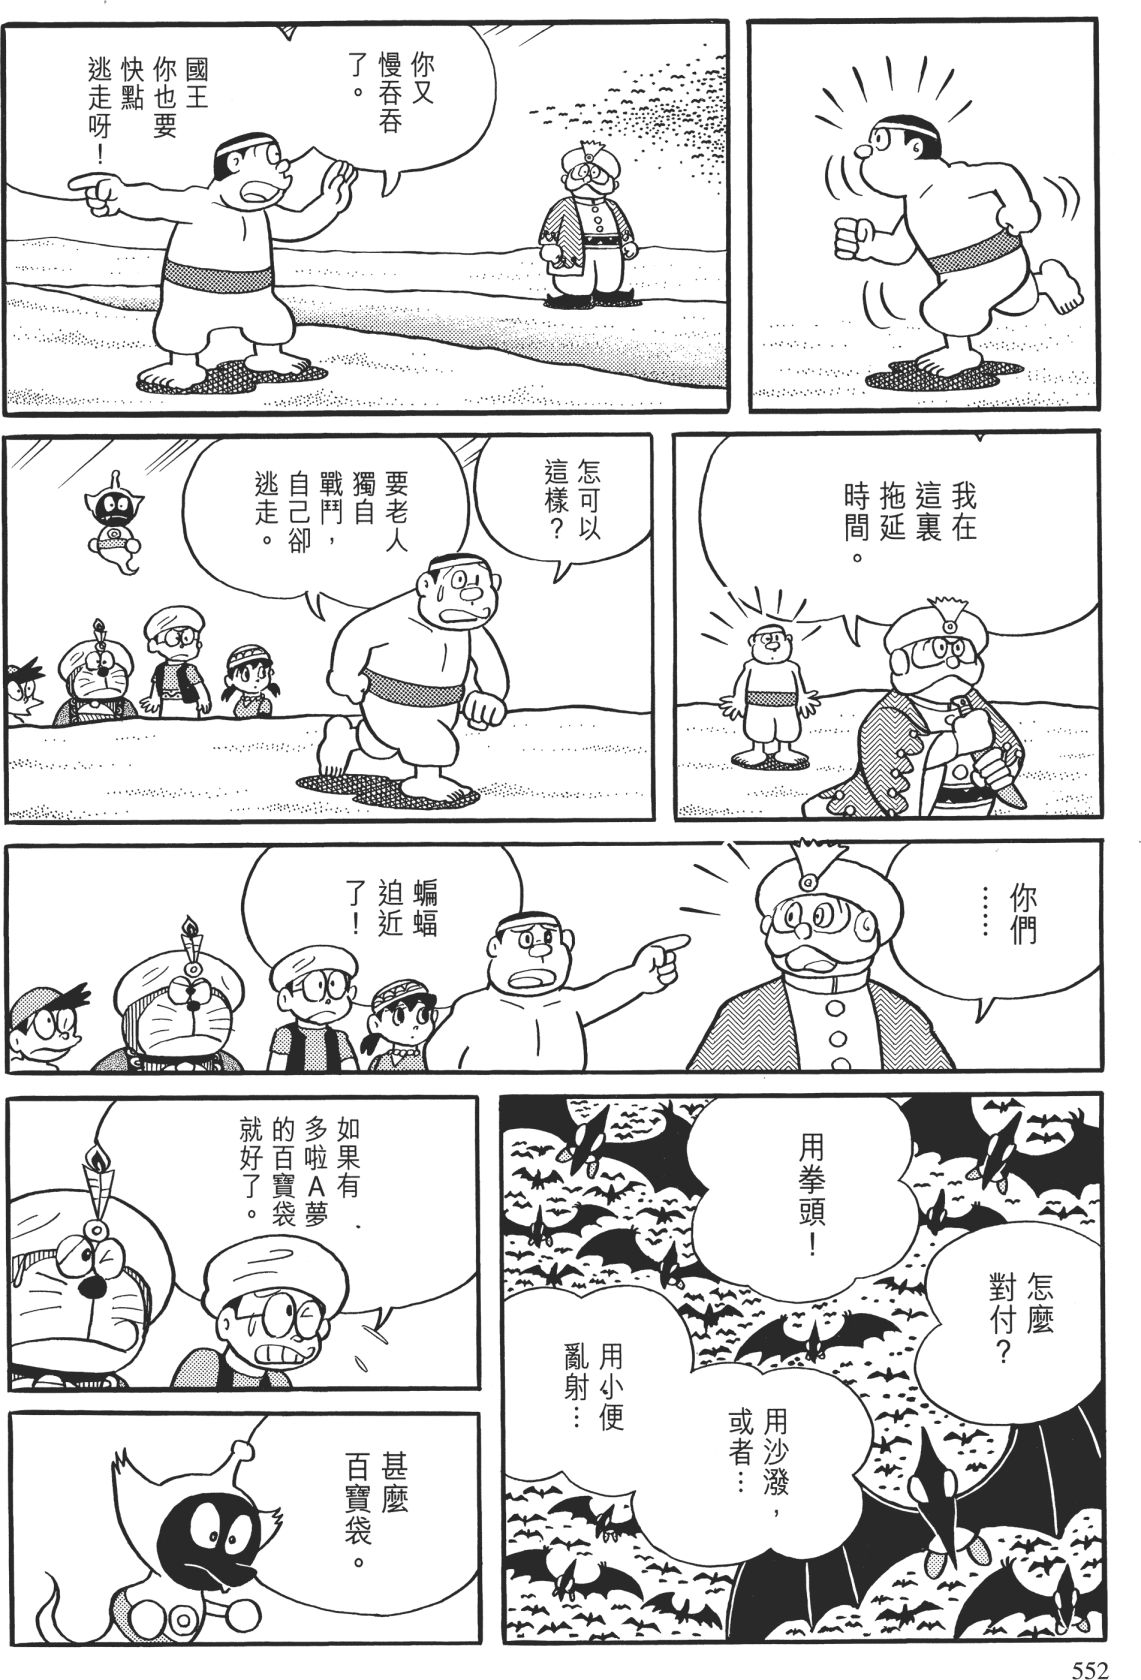 你又
慢吞吞
了。
國王
你也要
快點
逃走呀！
我在
這裏
拖延
時間。
怎可以
這樣？
要老人
獨自
戰鬥，
自己卻
逃走。
你們
……
蝙蝠
迫近
了！
怎麼
對付？
用拳頭！
用沙潑，
或者…
用小便
亂射…
如果有
多啦A夢
的百寶袋
就好了。
甚麼
百寶袋。
552